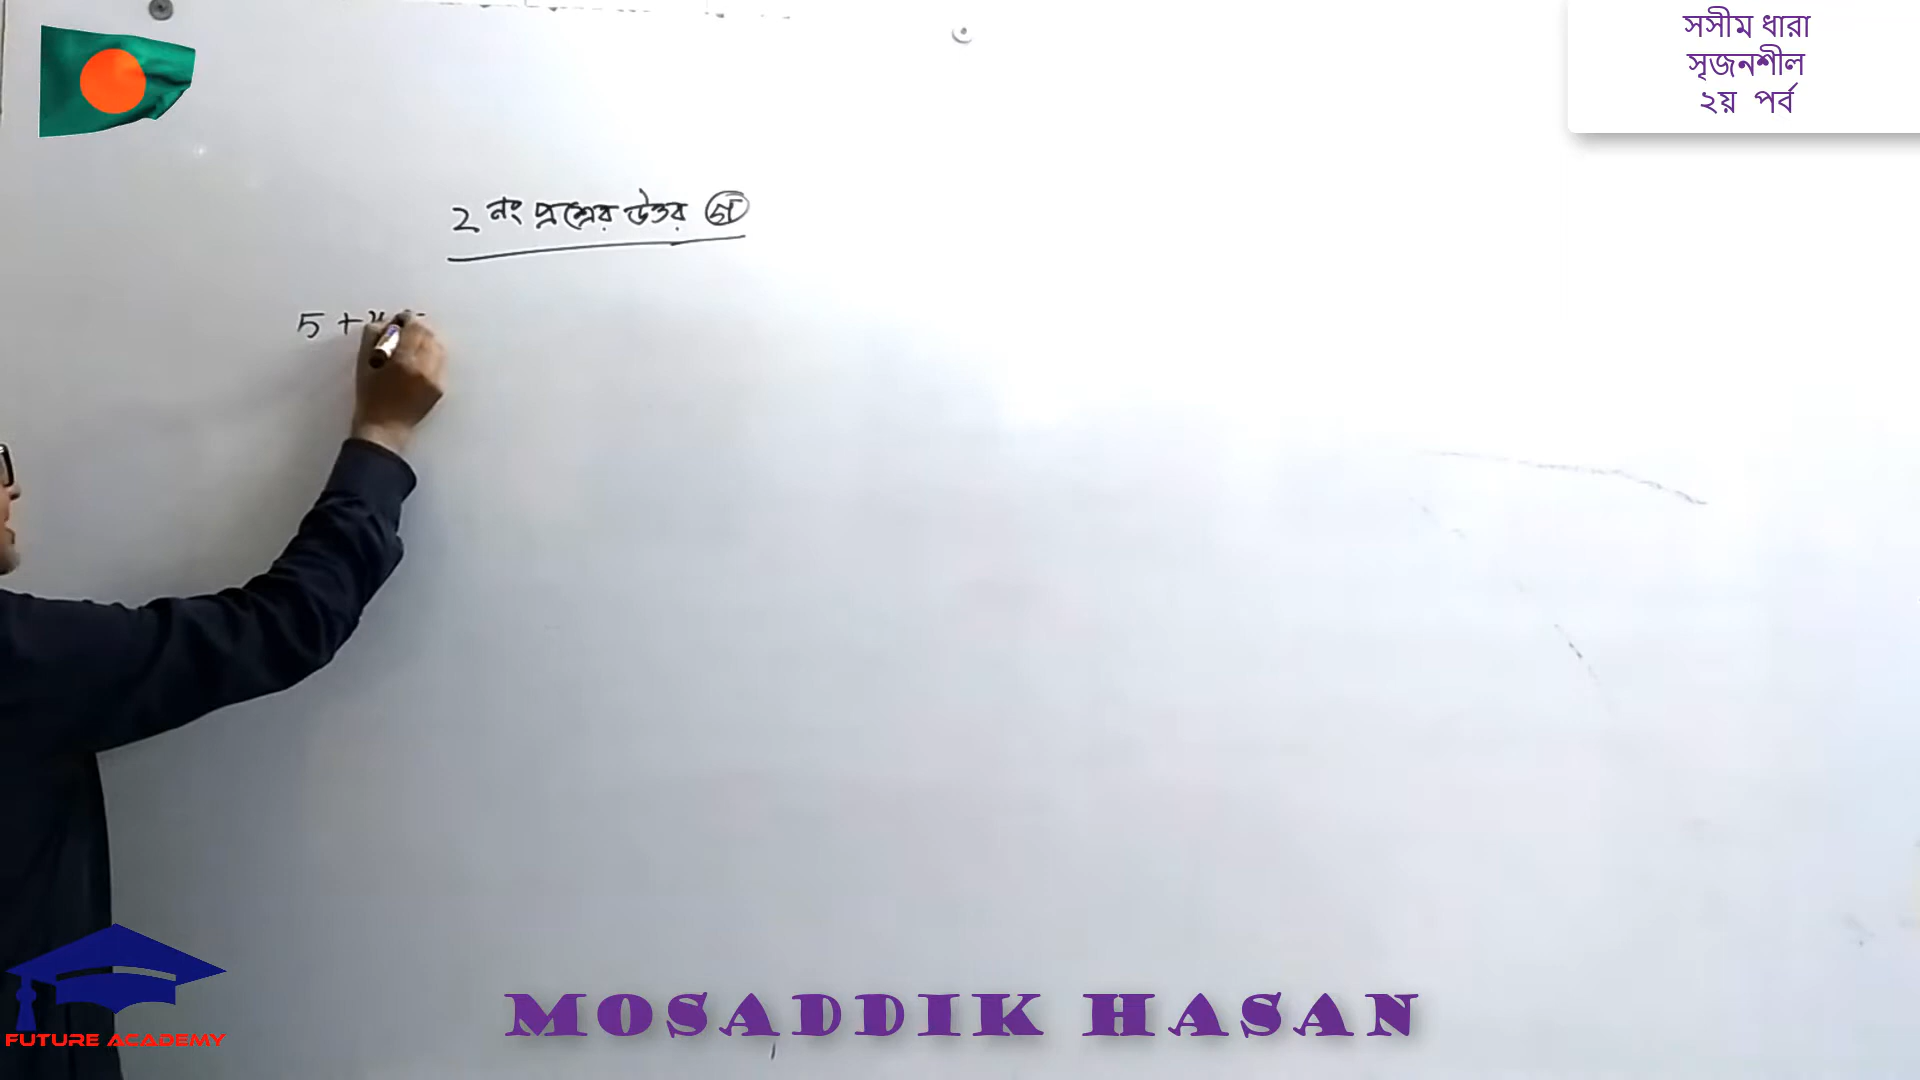 সসীম ধারা
সৃজনশীল
২য় পর্ব
2 নং প্রশ্নের উত্তর গ
5 +
FUTURE ACADEMY
MOSADDIK HASAN